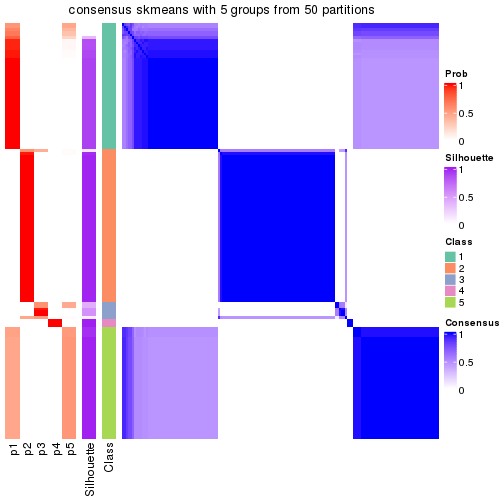 consensus skmeans with 5 groups from 50 partitions
Prob
1
0.5
0
Silhouette
1
0.5
0
Class
1
2
3
4
5
Consensus
1
0.5
0
p1
p2
p3
p4
p5
Silhouette
Class